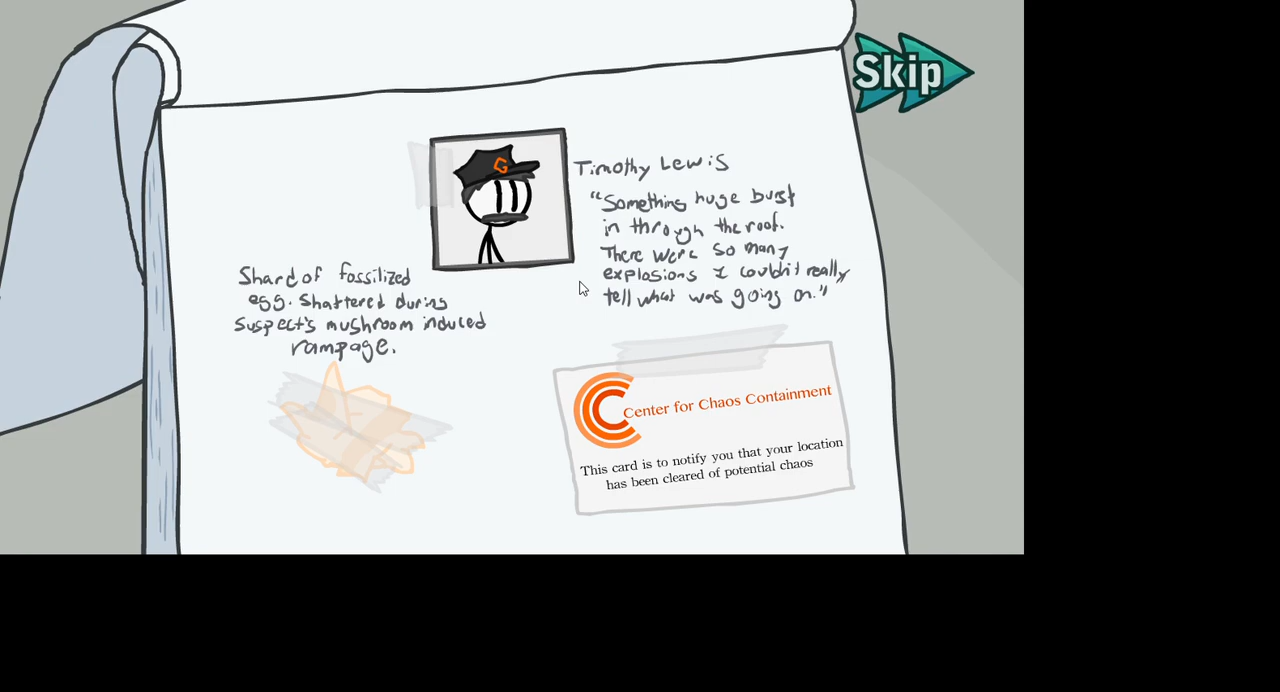 Skip
G
Timothy Lewis
"Something huge burst
in through the roof.
There were so many
explosions I couldn't really
tell what was going on."
Shard of fossilized
egg. Shattered during
Suspect's mushroom induced
rampage.
Center for Chaos Containment
This card is to notify you that your location
has been cleared of potential chaos